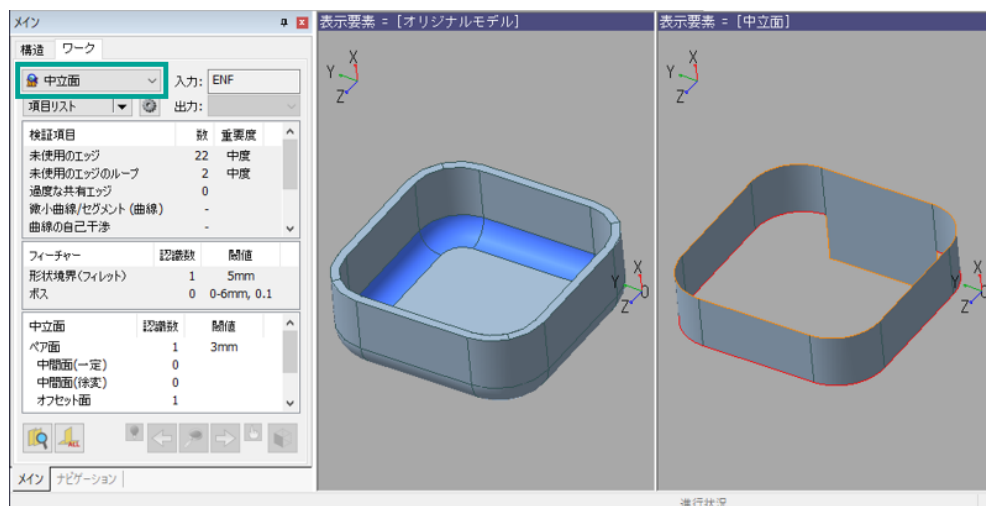 メイン
表示要素 = [オリジナルモデル]
表示要素 = [中立面]
構造 ワーク
中立面 入力: ENF
項目リスト 出力:
検証項目 数 重要度
未使用のエッジ 22 中度
未使用のエッジのループ 2 中度
過度な共有エッジ 0
微小曲線/セグメント (曲線) -
曲線の自己干渉 -
フィーチャー 認識数 閾値
形状境界(フィレット) 1 5mm
ボス 0 0-6mm, 0.1
中立面 認識数 閾値
ペア面 1 3mm
中間面(一定) 0
中間面(徐変) 0
オフセット面 1
ALL
メイン ナビゲーション
X
Y
Z
X
Y
Z
X
Y
Z
X
Y
Z
進行状況